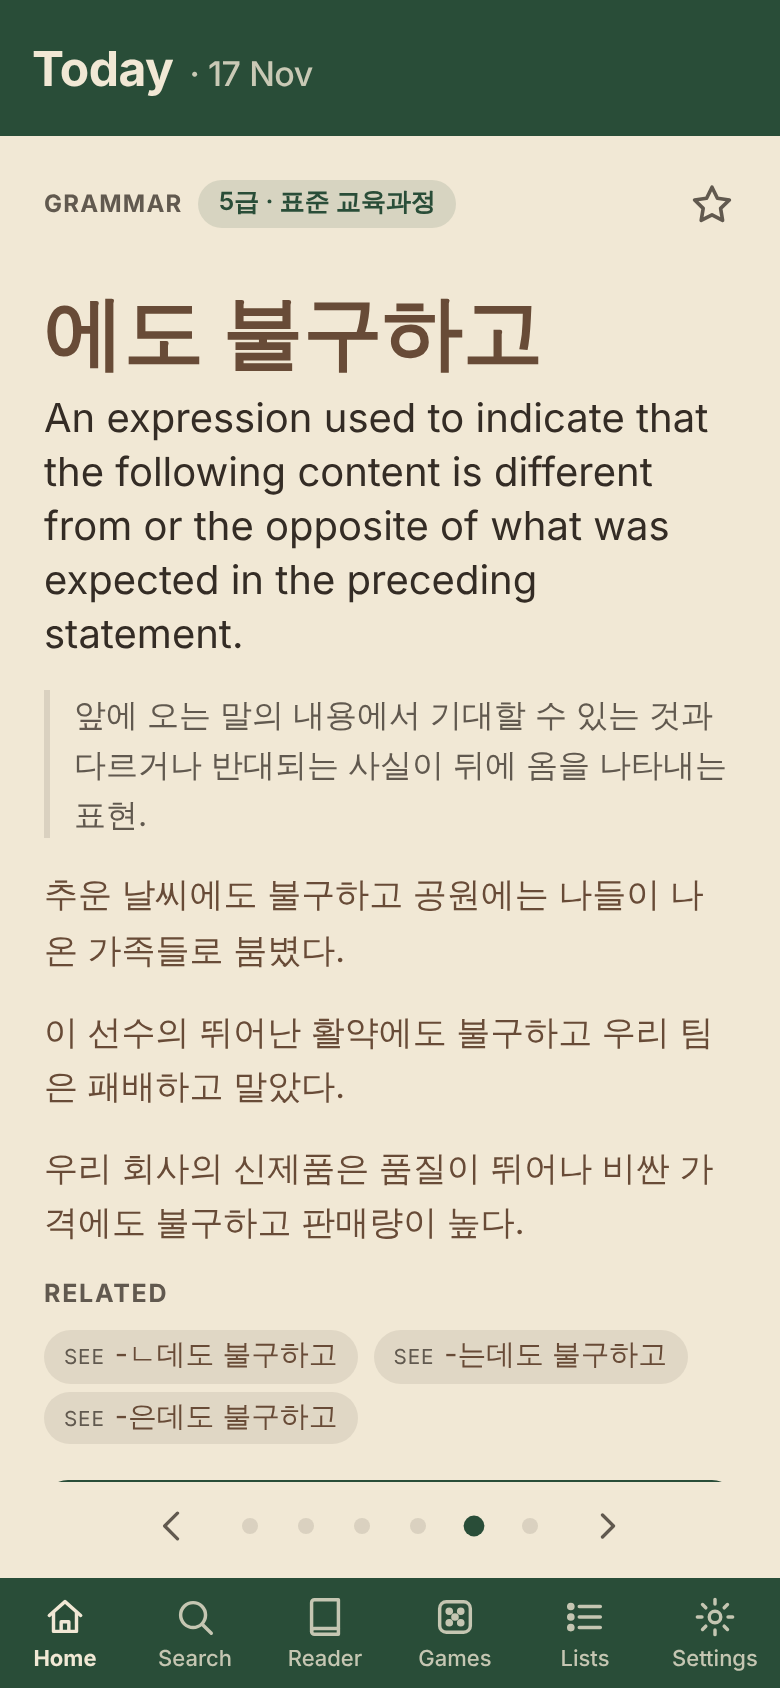 Today · 17 Nov
GRAMMAR 5급 · 표준 교육과정
에도 불구하고
An expression used to indicate that
the following content is different
from or the opposite of what was
expected in the preceding
statement.
앞에 오는 말의 내용에서 기대할 수 있는 것과
다르거나 반대되는 사실이 뒤에 옴을 나타내는
표현.
추운 날씨에도 불구하고 공원에는 나들이 나
온 가족들로 붐볐다.
이 선수의 뛰어난 활약에도 불구하고 우리 팀
은 패배하고 말았다.
우리 회사의 신제품은 품질이 뛰어나 비싼 가
격에도 불구하고 판매량이 높다.
RELATED
SEE -ㄴ데도 불구하고 SEE -는데도 불구하고
SEE -은데도 불구하고
Home Search Reader Games Lists Settings